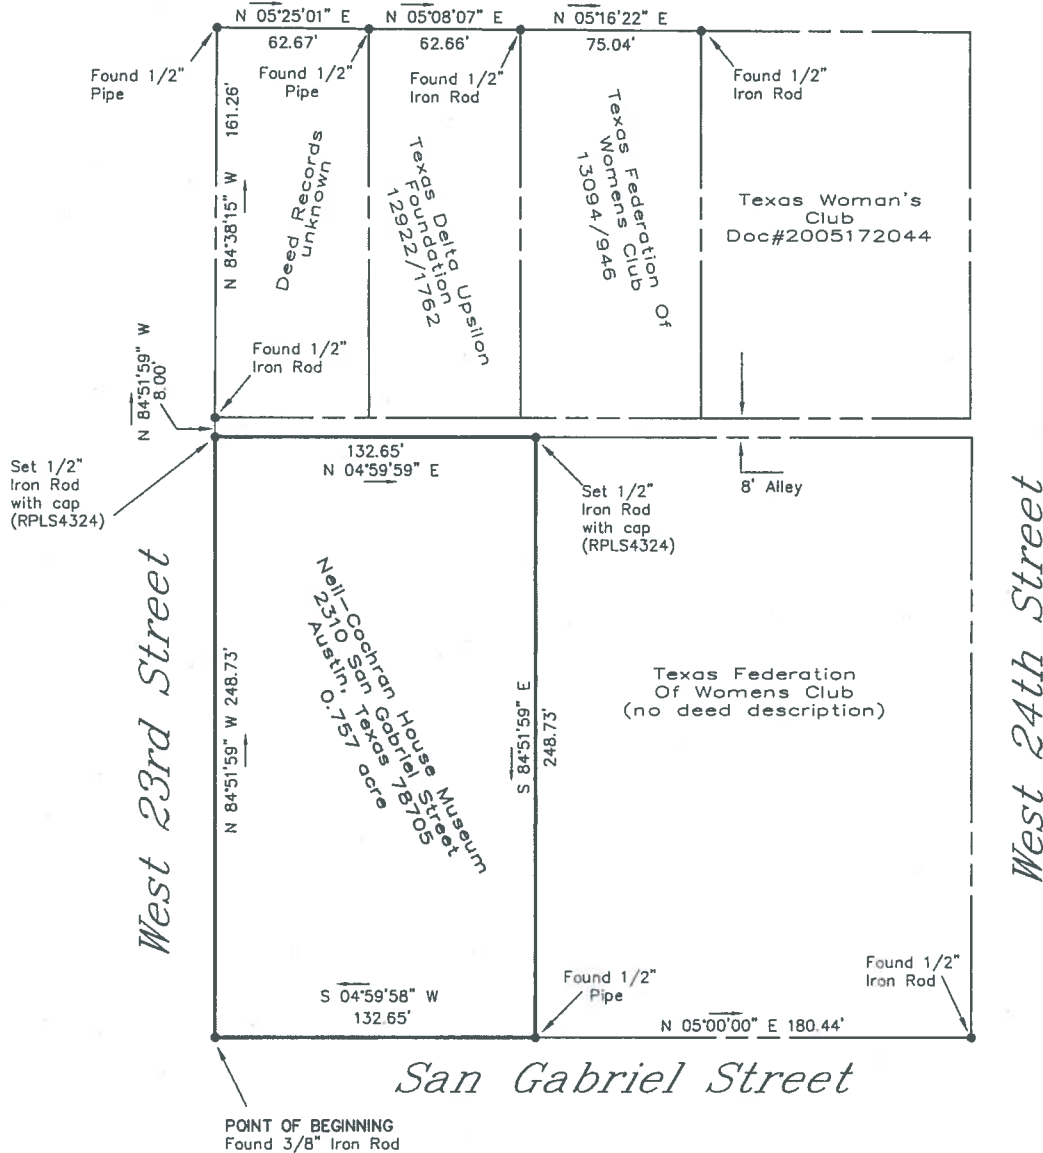 N 05°25'01" E
62.67'
N 05°08'07" E
62.66'
N 05°16'22" E
75.04'
Found 1/2"
Pipe
Found 1/2"
Pipe
Found 1/2"
Iron Rod
Found 1/2"
Iron Rod
N 84°38'15" W 161.26'
Deed Records
unknown
Texas Delta Upsilon
Foundation
12922/1762
Texas Federation Of
Womens Club
13094/946
Texas Woman's
Club
Doc#2005172044
N 84°51'59" W
8.00'
Found 1/2"
Iron Rod
132.65'
N 04°59'59" E
Set 1/2"
Iron Rod
with cap
(RPLS4324)
Set 1/2"
Iron Rod
with cap
(RPLS4324)
8' Alley
West 23rd Street
N 84°51'59" W 248.73'
Neil-Cochran House Museum
2310 San Gabriel Street
Austin, Texas 78705
0.757 acre
S 84°51'59" E
248.73'
Texas Federation
Of Womens Club
(no deed description)
West 24th Street
S 04°59'58" W
132.65'
Found 1/2"
Pipe
N 05°00'00" E 180.44'
Found 1/2"
Iron Rod
San Gabriel Street
POINT OF BEGINNING
Found 3/8" Iron Rod